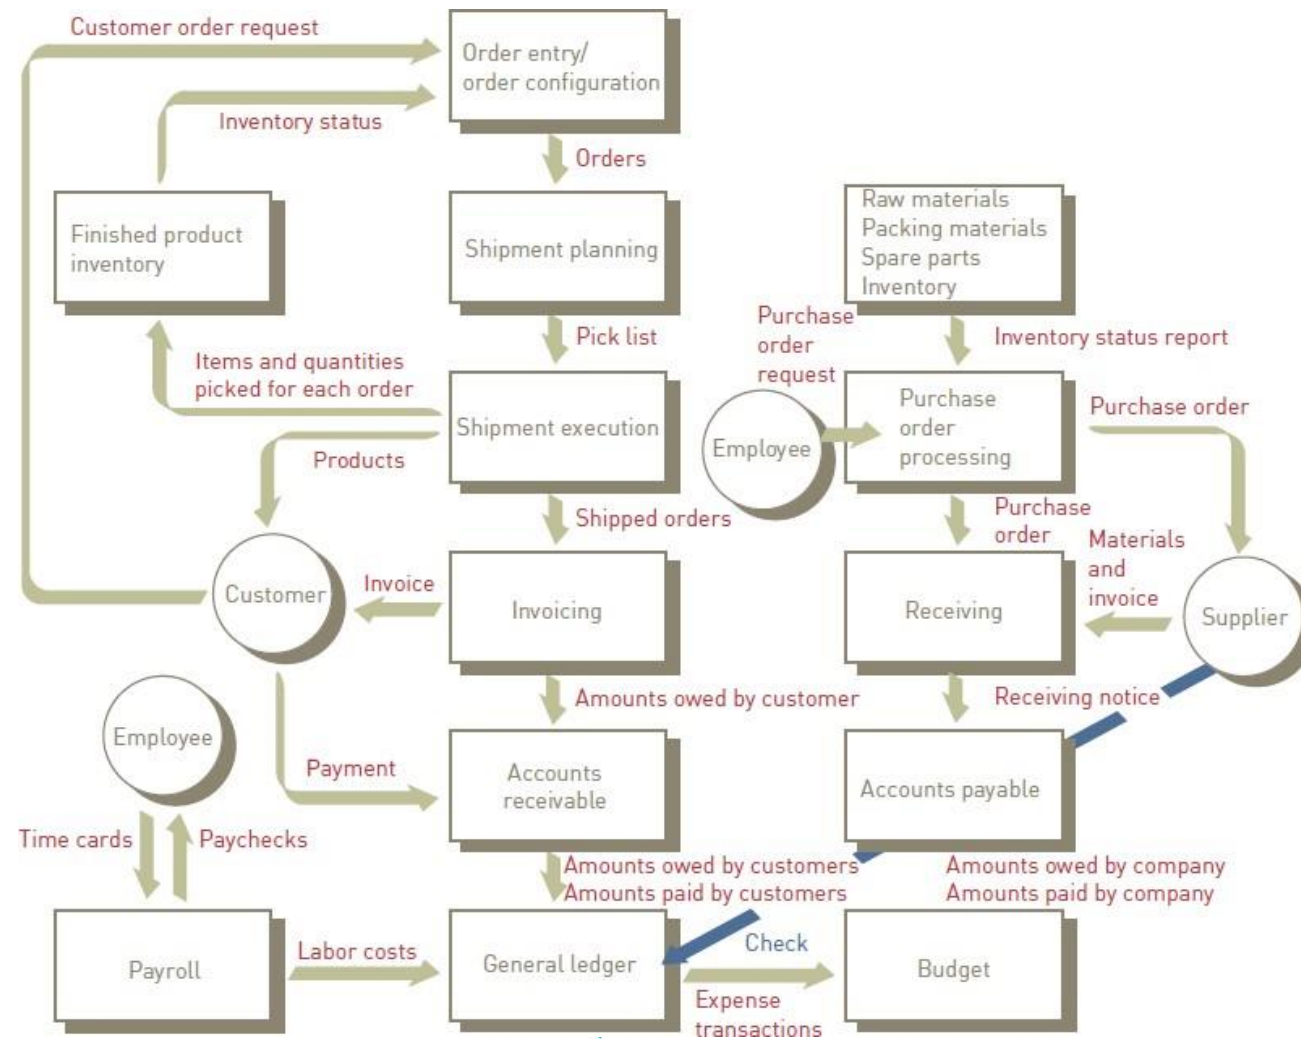 Customer order request
Order entry/
order configuration
Inventory status
Orders
Finished product
inventory
Shipment planning
Raw materials
Packing materials
Spare parts
Inventory
Pick list
Purchase
order
request
Inventory status report
Items and quantities
picked for each order
Shipment execution
Employee
Purchase
order
processing
Purchase order
Products
Shipped orders
Purchase
order
Materials
and
invoice
Customer
Invoice
Invoicing
Receiving
Supplier
Amounts owed by customer
Receiving notice
Employee
Payment
Accounts
receivable
Accounts payable
Time cards
Paychecks
Amounts owed by customers
Amounts paid by customers
Amounts owed by company
Amounts paid by company
Payroll
Labor costs
General ledger
Check
Budget
Expense
transactions